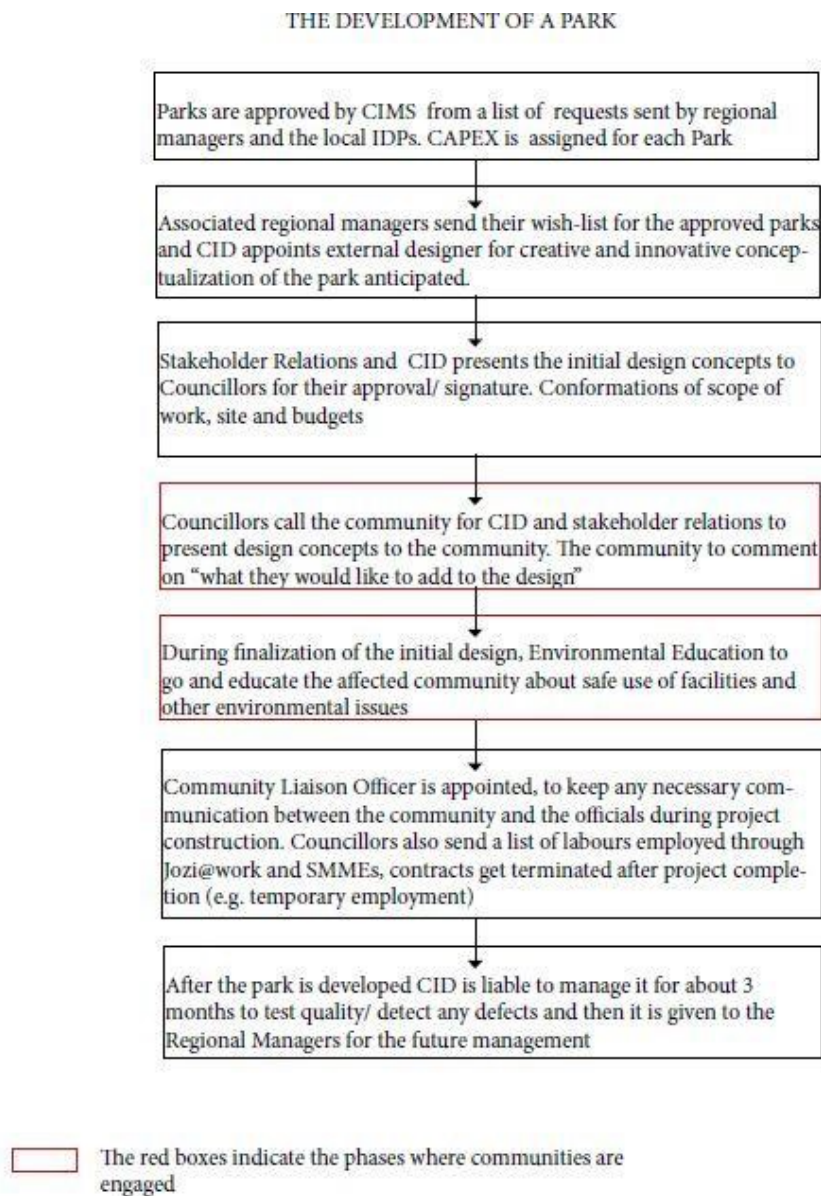 THE DEVELOPMENT OF A PARK
Parks are approved by CIMS from a list of requests sent by regional
managers and the local IDPs. CAPEX is assigned for each Park
Associated regional managers send their wish-list for the approved parks
and CID appoints external designer for creative and innovative concep-
tualization of the park anticipated.
Stakeholder Relations and CID presents the initial design concepts to
Councillors for their approval/ signature. Conformations of scope of
work, site and budgets
Councillors call the community for CID and stakeholder relations to
present design concepts to the community. The community to comment
on “what they would like to add to the design”
During finalization of the initial design, Environmental Education to
go and educate the affected community about safe use of facilities and
other environmental issues
Community Liaison Officer is appointed, to keep any necessary com-
munication between the community and the officials during project
construction. Councillors also send a list of labours employed through
Jozi@work and SMMEs, contracts get terminated after project comple-
tion (e.g. temporary employment)
After the park is developed CID is liable to manage it for about 3
months to test quality/ detect any defects and then it is given to the
Regional Managers for the future management
The red boxes indicate the phases where communities are
engaged